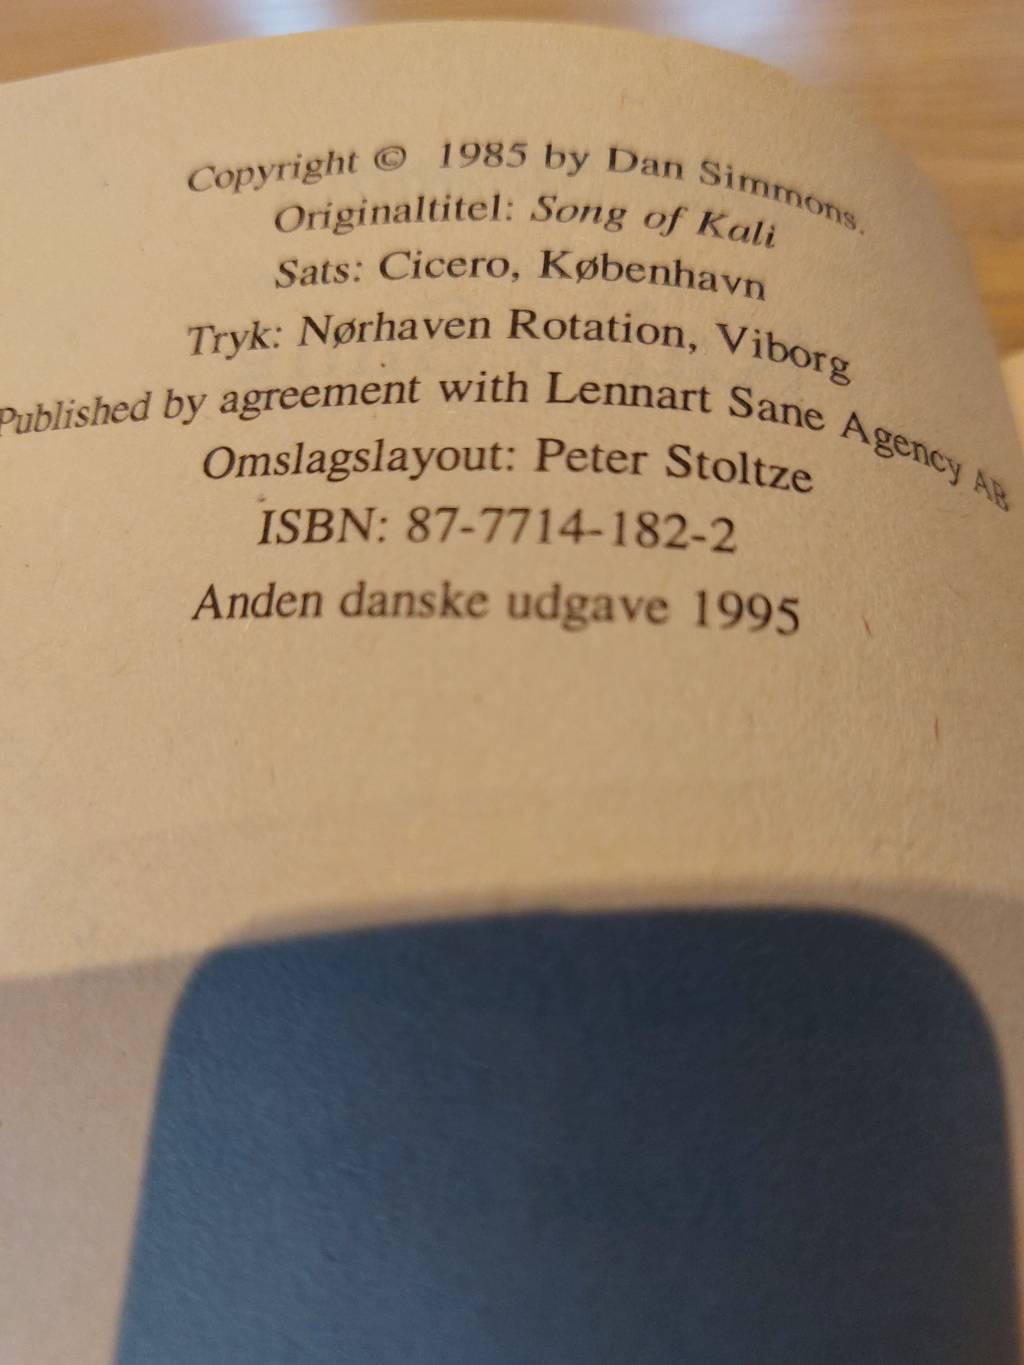 Copyright © 1985 by Dan Simmons.
Originaltitel: Song of Kali
Sats: Cicero, København
Tryk: Nørhaven Rotation, Viborg
Published by agreement with Lennart Sane Agency AB
Omslagslayout: Peter Stoltze
ISBN: 87-7714-182-2
Anden danske udgave 1995